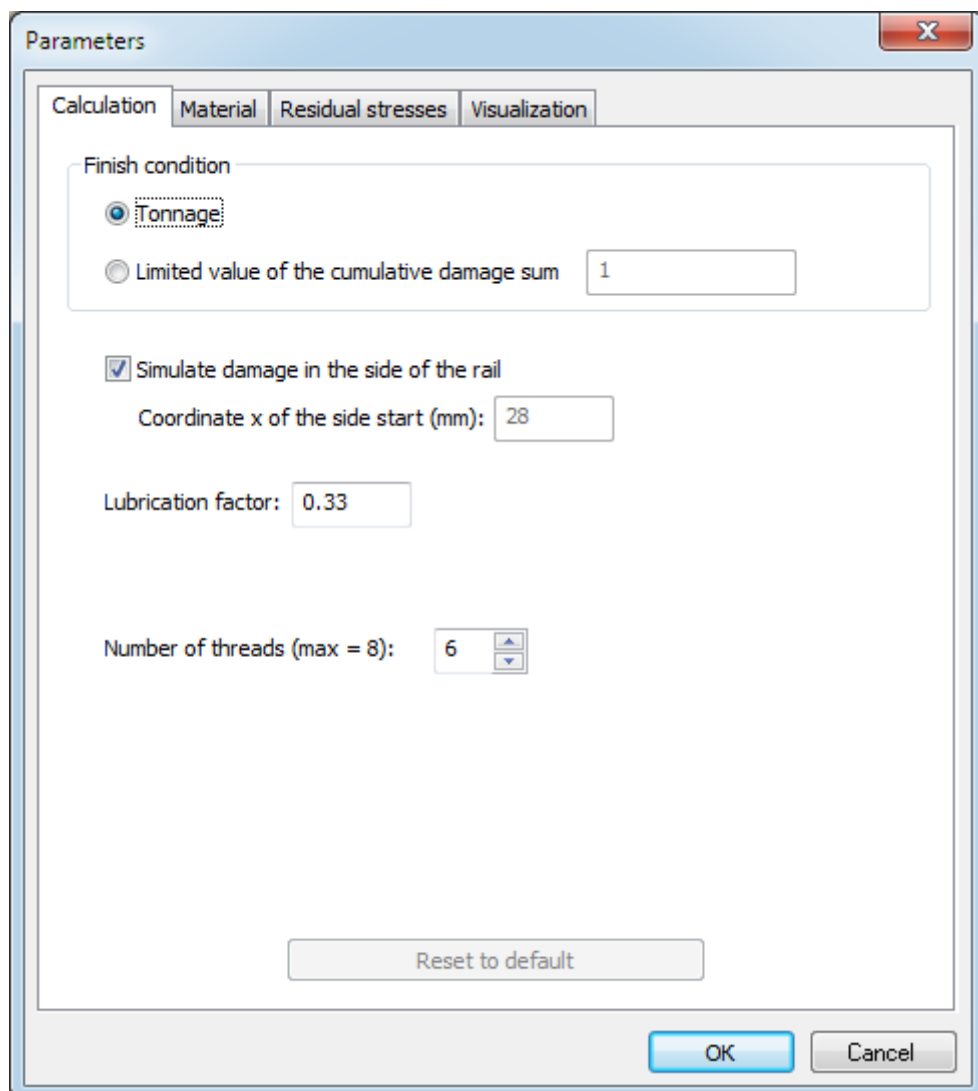 Parameters
Calculation Material Residual stresses Visualization
Finish condition
Tonnage
Limited value of the cumulative damage sum 1
Simulate damage in the side of the rail
Coordinate x of the side start (mm): 28
Lubrication factor: 0.33
Number of threads (max = 8): 6
Reset to default
OK Cancel